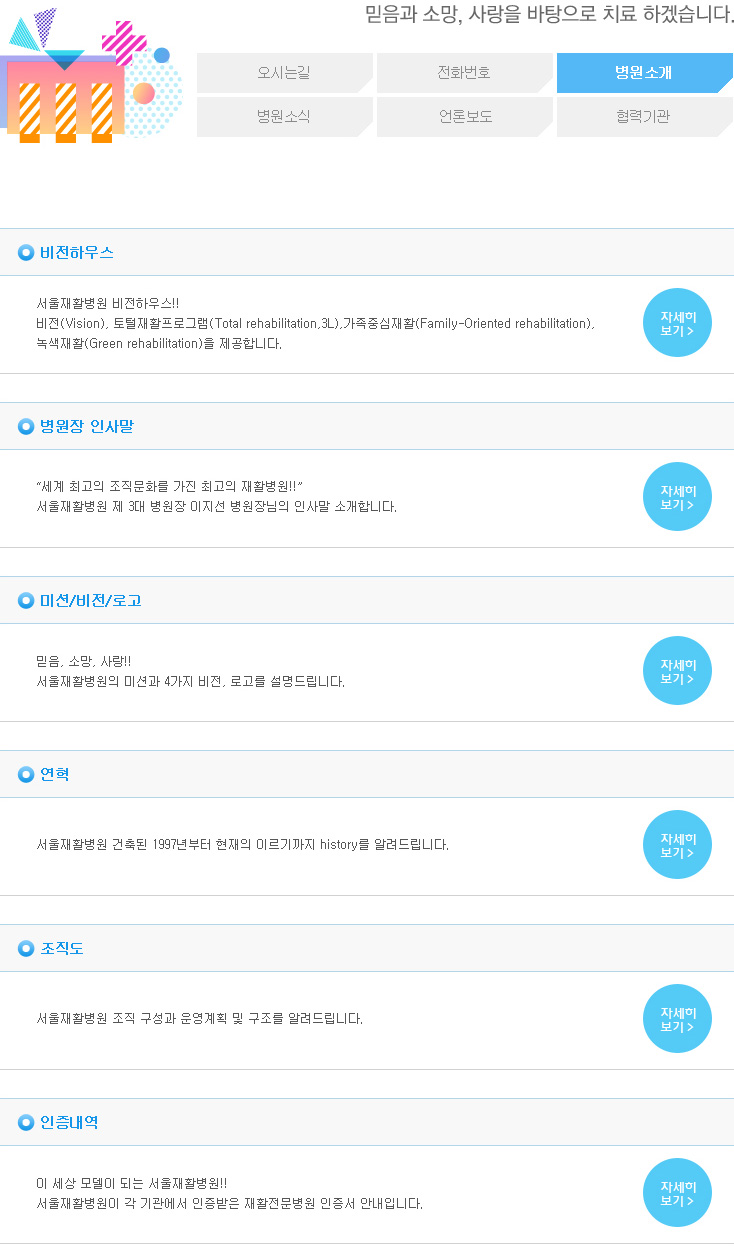 믿음과 소망, 사랑을 바탕으로 치료 하겠습니다.
오시는길
전화번호
병원소개
병원소식
언론보도
협력기관
비전하우스
서울재활병원 비전하우스!!
비전(Vision), 토털재활프로그램(Total rehabilitation,3L),가족중심재활(Family-Oriented rehabilitation),
녹색재활(Green rehabilitation)을 제공합니다.
자세히
보기 >
병원장 인사말
“세계 최고의 조직문화를 가진 최고의 재활병원!!”
서울재활병원 제 3대 병원장 이지선 병원장님의 인사말 소개합니다.
자세히
보기 >
미션/비전/로고
믿음, 소망, 사랑!!
서울재활병원의 미션과 4가지 비전, 로고를 설명드립니다.
자세히
보기 >
연혁
서울재활병원 건축된 1997년부터 현재의 이르기까지 history를 알려드립니다.
자세히
보기 >
조직도
서울재활병원 조직 구성과 운영계획 및 구조를 알려드립니다.
자세히
보기 >
인증내역
이 세상 모델이 되는 서울재활병원!!
서울재활병원이 각 기관에서 인증받은 재활전문병원 인증서 안내입니다.
자세히
보기 >